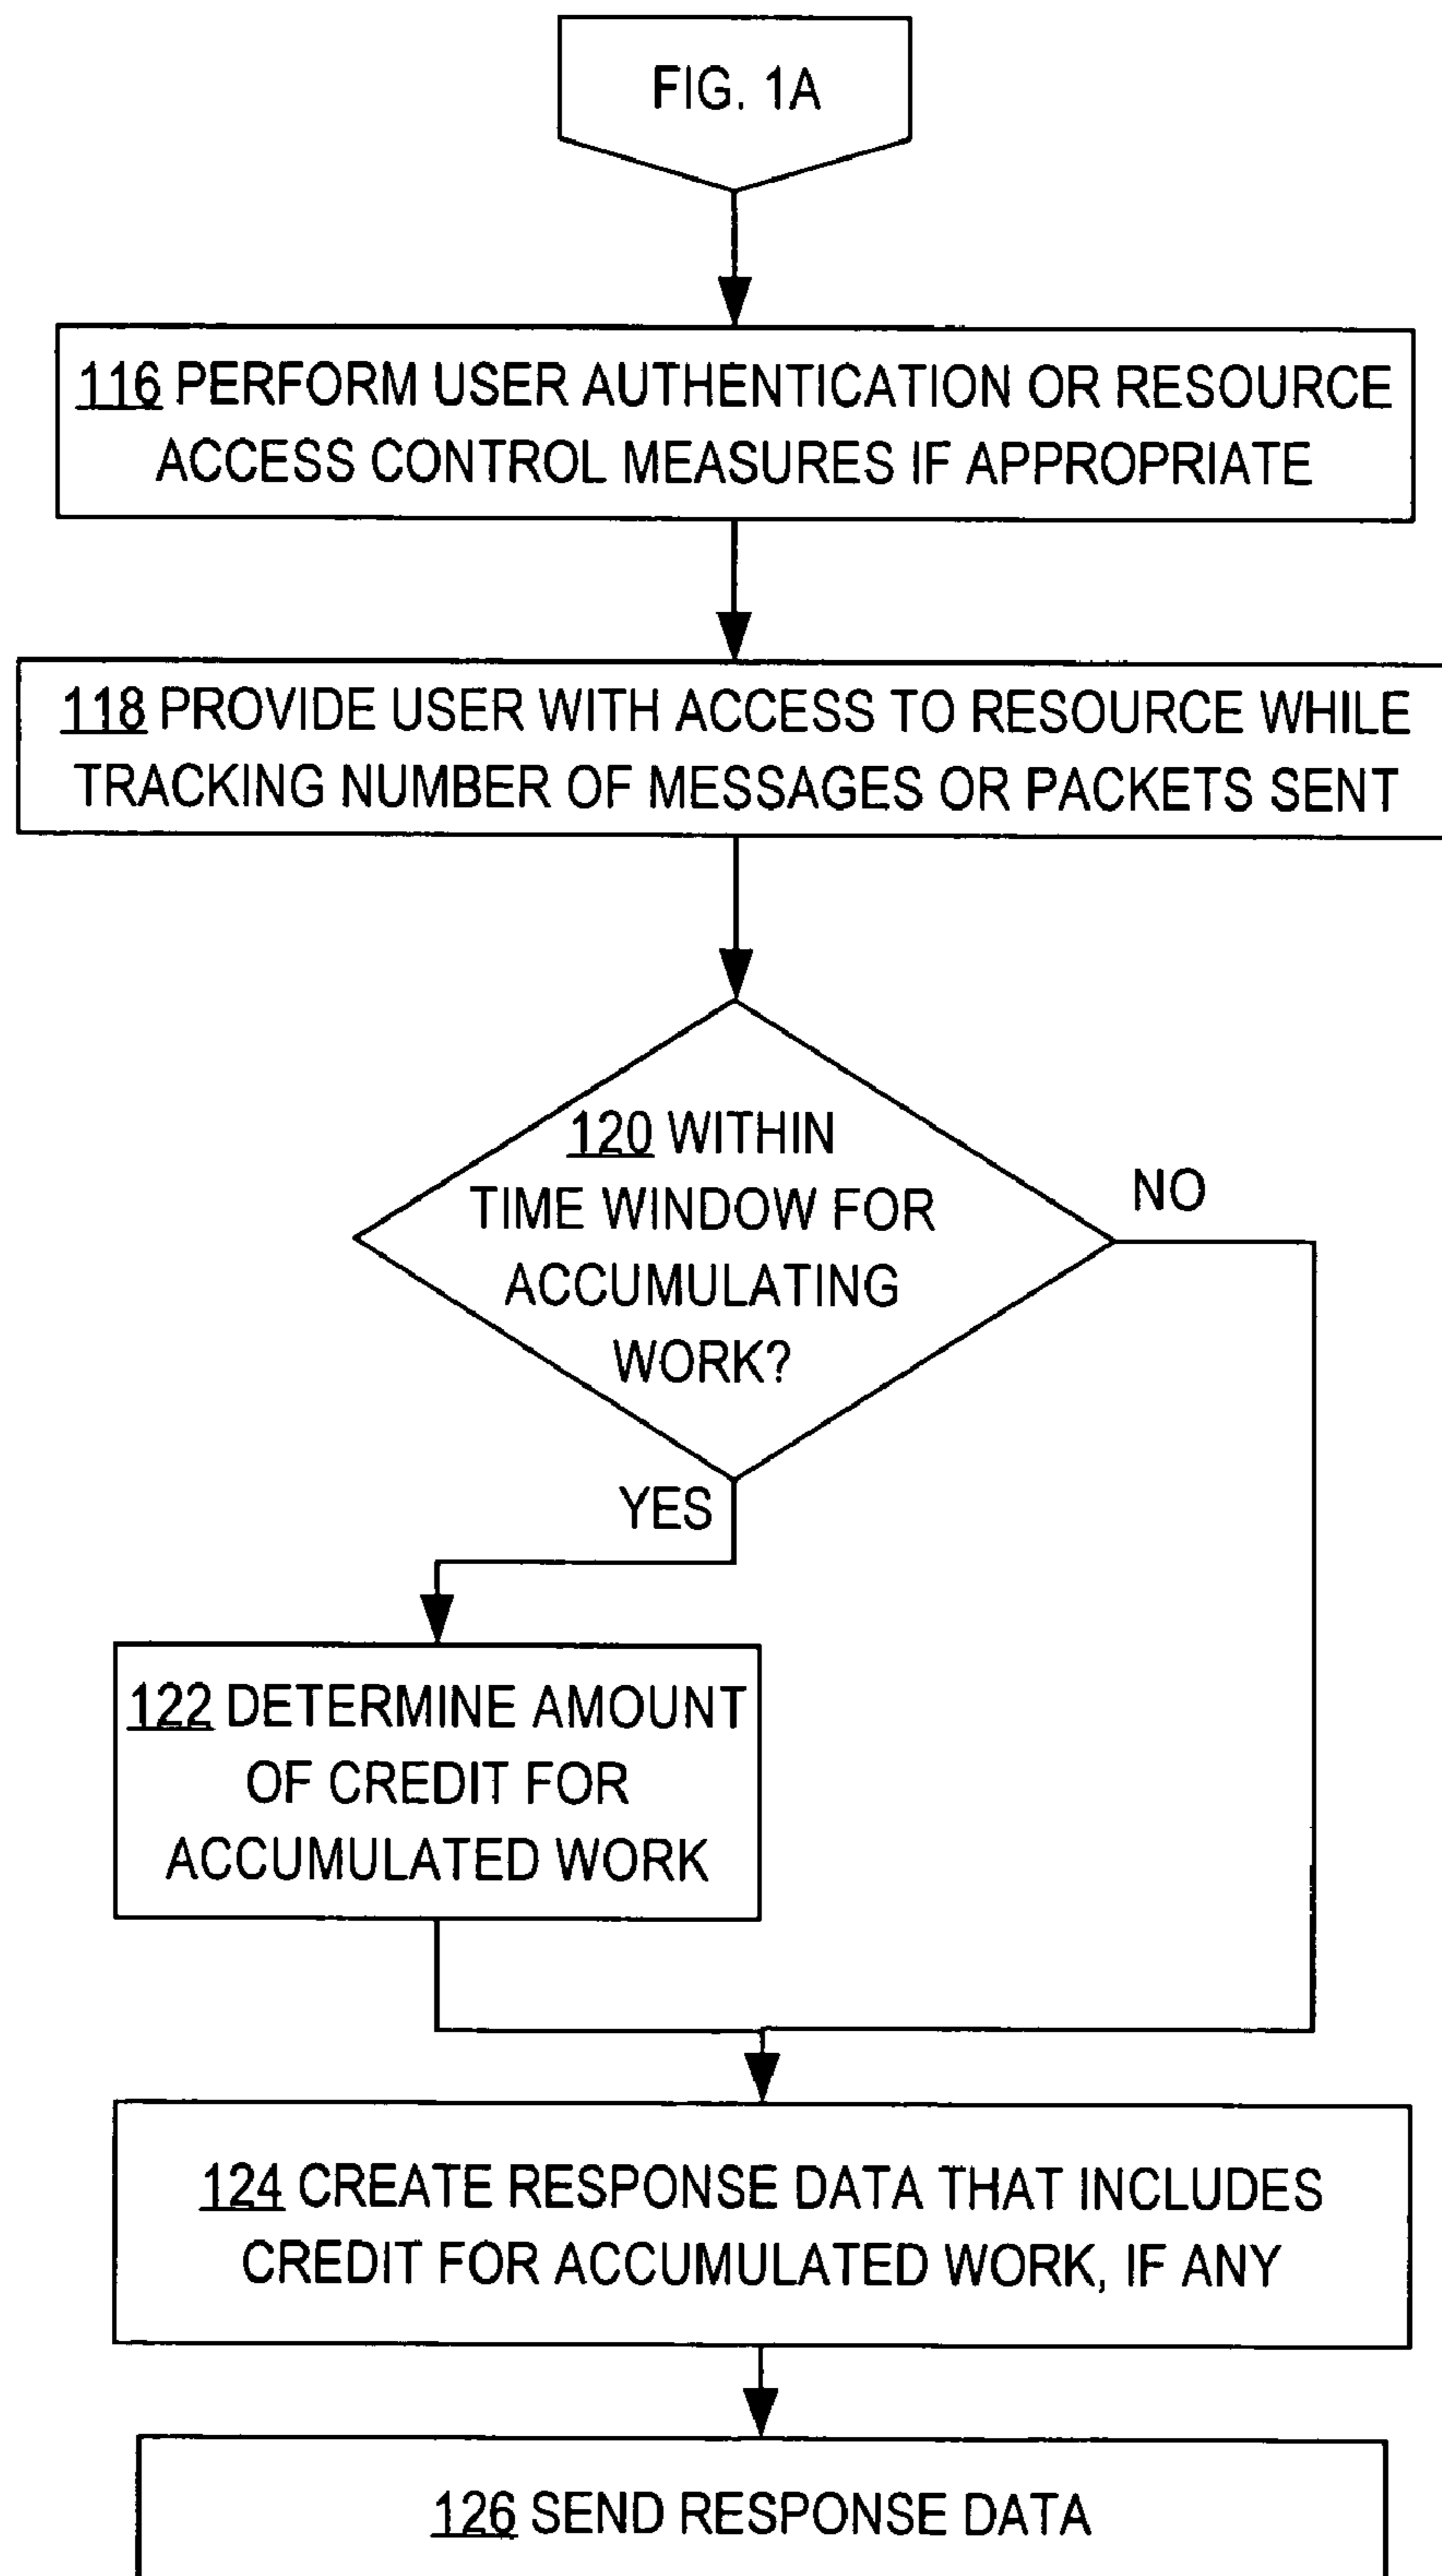 FIG. 1A
116 PERFORM USER AUTHENTICATION OR RESOURCE
ACCESS CONTROL MEASURES IF APPROPRIATE
118 PROVIDE USER WITH ACCESS TO RESOURCE WHILE
TRACKING NUMBER OF MESSAGES OR PACKETS SENT
120 WITHIN
TIME WINDOW FOR
ACCUMULATING
WORK?
NO
YES
122 DETERMINE AMOUNT
OF CREDIT FOR
ACCUMULATED WORK
124 CREATE RESPONSE DATA THAT INCLUDES
CREDIT FOR ACCUMULATED WORK, IF ANY
126 SEND RESPONSE DATA